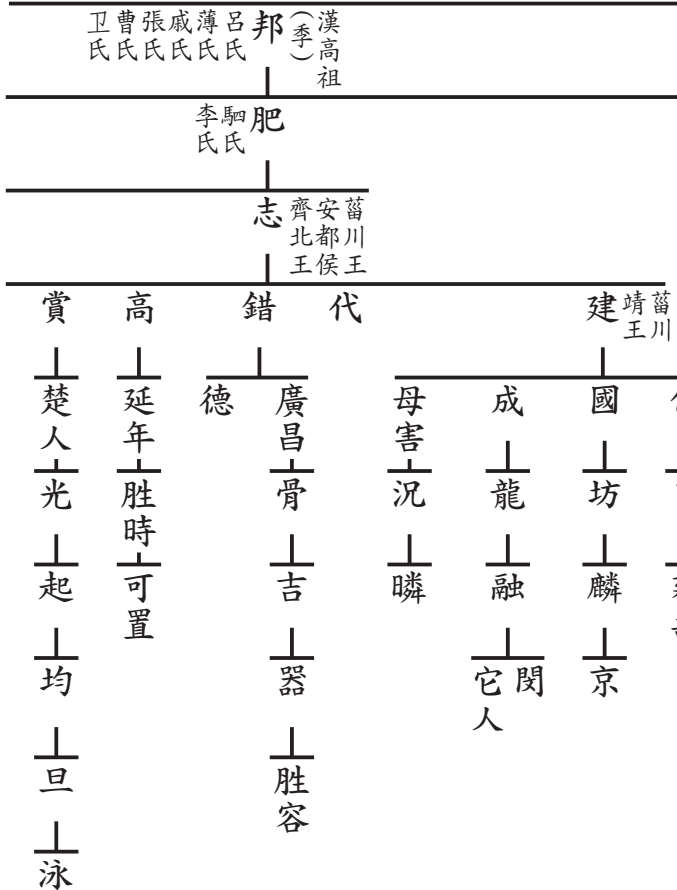 漢高祖
(季)
邦
呂氏
薄氏
戚氏
張氏
曹氏
卫氏
肥
駟氏
李氏
菑川王
安都侯
齊北王
志
菑川
靖王
建
代
錯
高
賞
國
成
母害
廣昌
德
延年
楚人
坊
龍
況
骨
胜時
光
麟
融
瞵
吉
可置
起
京
閔
它人
器
均
胜容
旦
泳